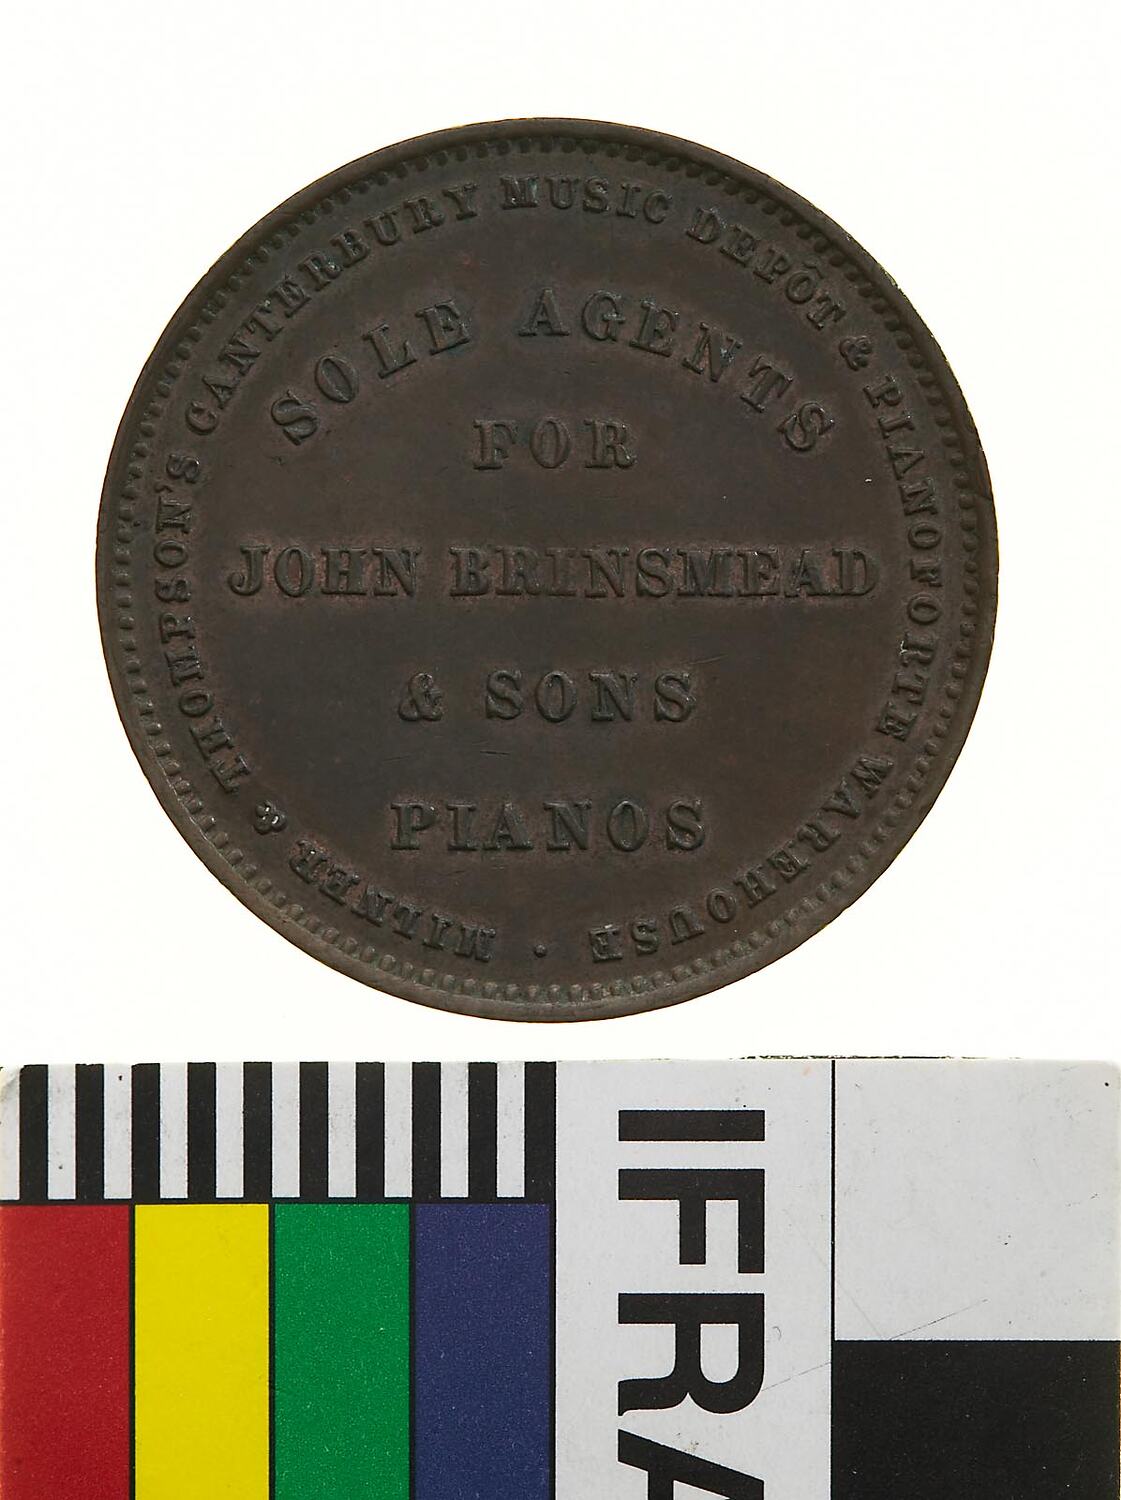 MILNER & THOMPSON'S CANTERBURY MUSIC DEPÔT & PIANOFORTE WAREHOUSE ·
SOLE AGENTS
FOR
JOHN BRINSMEAD
& SONS
PIANOS
IFRA